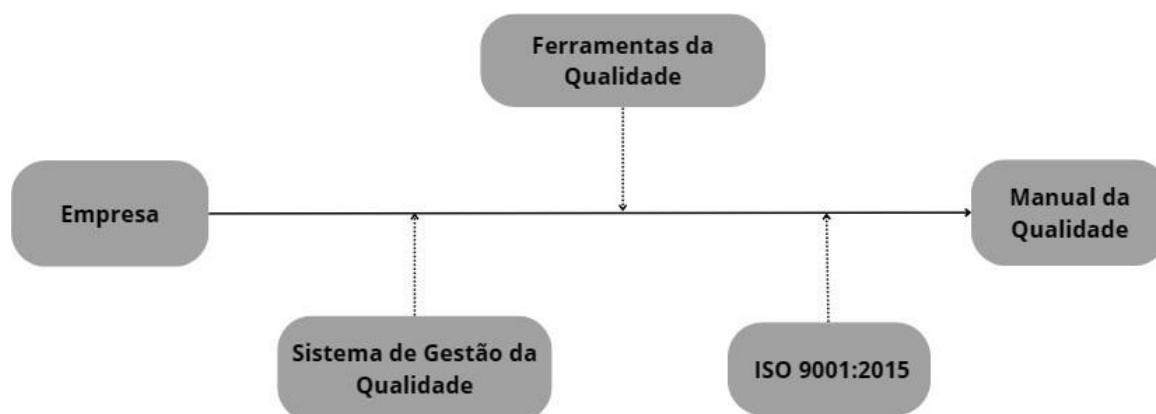 Ferramentas da
Qualidade
Empresa
Manual da
Qualidade
Sistema de Gestão da
Qualidade
ISO 9001:2015